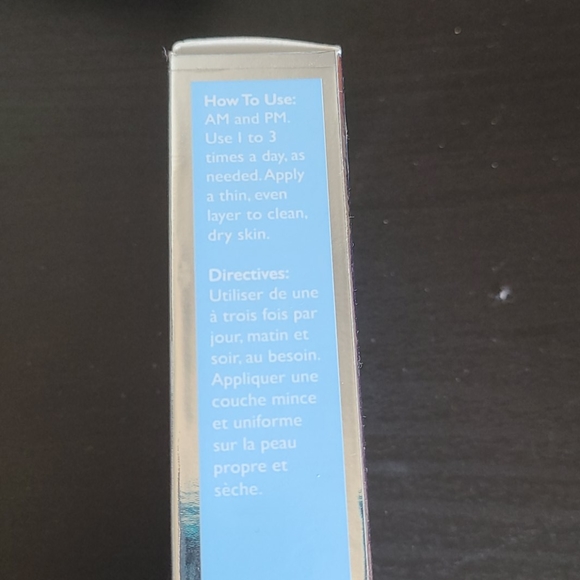 How To Use:
AM and PM.
Use 1 to 3
times a day, as
needed. Apply
a thin, even
layer to clean,
dry skin.
Directives:
Utiliser de une
à trois fois par
jour, matin et
soir, au besoin.
Appliquer une
couche mince
et uniforme
sur la peau
propre et
sèche.